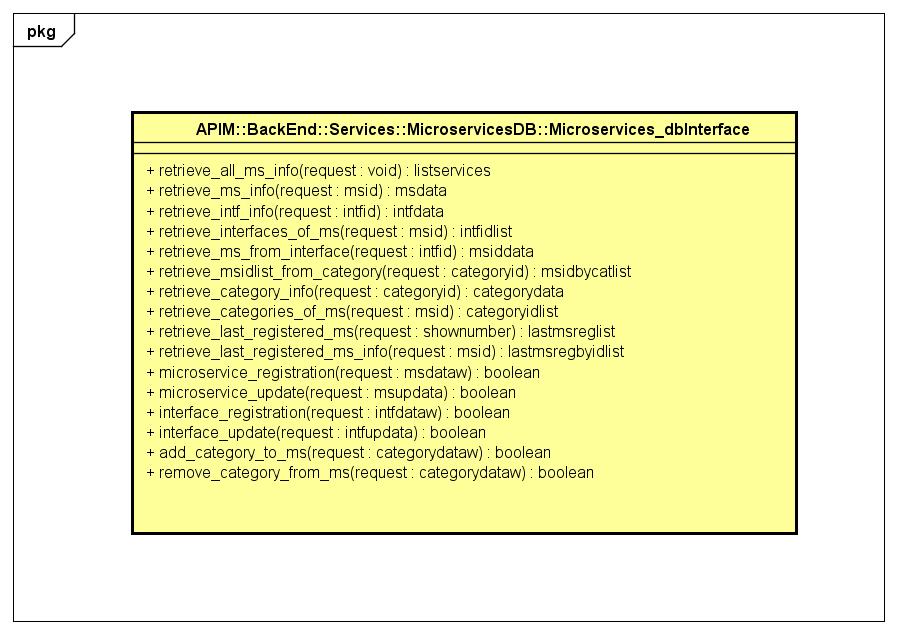 pkg
APIM::BackEnd::Services::MicroservicesDB::Microservices_dbInterface
+ retrieve_all_ms_info(request : void) : listservices
+ retrieve_ms_info(request : msid) : msdata
+ retrieve_intf_info(request : intfid) : intfdata
+ retrieve_interfaces_of_ms(request : msid) : intfidlist
+ retrieve_ms_from_interface(request : intfid) : msiddata
+ retrieve_msidlist_from_category(request : categoryid) : msidbycatlist
+ retrieve_category_info(request : categoryid) : categorydata
+ retrieve_categories_of_ms(request : msid) : categoryidlist
+ retrieve_last_registered_ms(request : shownumber) : lastmsreglist
+ retrieve_last_registered_ms_info(request : msid) : lastmsregbyidlist
+ microservice_registration(request : msdataw) : boolean
+ microservice_update(request : msupdata) : boolean
+ interface_registration(request : intfdataw) : boolean
+ interface_update(request : intfupdata) : boolean
+ add_category_to_ms(request : categorydataw) : boolean
+ remove_category_from_ms(request : categorydataw) : boolean